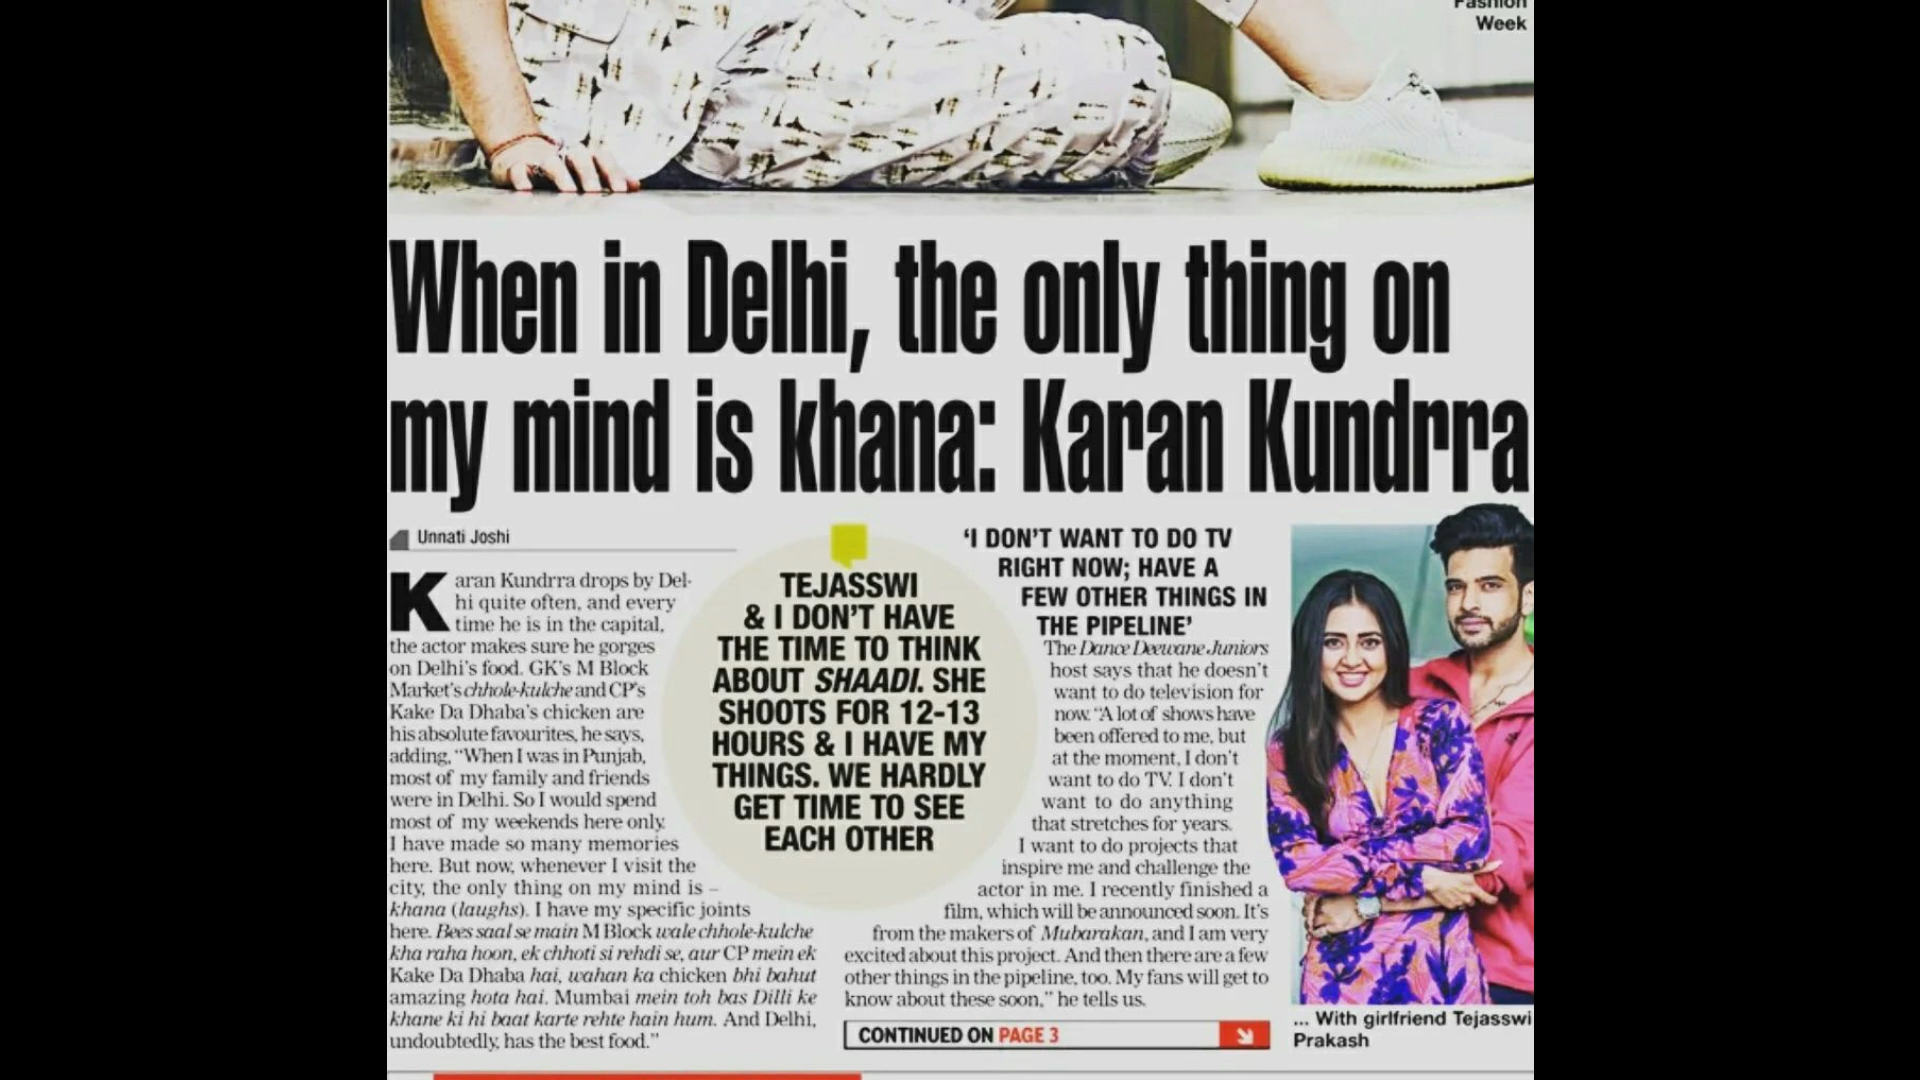 Fashion
Week
When in Delhi, the only thing on
my mind is khana: Karan Kundrra
Unnati Joshi
Karan Kundrra drops by Del-
hi quite often, and every
time he is in the capital,
the actor makes sure he gorges
on Delhi's food. GK's M Block
Market's chhole-kulche and CP's
Kake Da Dhaba's chicken are
his absolute favourites, he says,
adding, "When I was in Punjab,
most of my family and friends
were in Delhi. So I would spend
most of my weekends here only.
I have made so many memories
here. But now, whenever I visit the
city, the only thing on my mind is –
khana (laughs). I have my specific joints
here. Bees saal se main M Block wale chhole-kulche
kha raha hoon, ek chhoti si rehdi se, aur CP mein ek
Kake Da Dhaba hai, wahan ka chicken bhi bahut
amazing hota hai. Mumbai mein toh bas Dilli ke
khane ki hi baat karte rehte hain hum. And Delhi,
undoubtedly, has the best food."
TEJASSWI
& I DON'T HAVE
THE TIME TO THINK
ABOUT SHAADI. SHE
SHOOTS FOR 12-13
HOURS & I HAVE MY
THINGS. WE HARDLY
GET TIME TO SEE
EACH OTHER
'I DON'T WANT TO DO TV
RIGHT NOW; HAVE A
FEW OTHER THINGS IN
THE PIPELINE'
The Dance Deewane Juniors
host says that he doesn't
want to do television for
now. "A lot of shows have
been offered to me, but
at the moment, I don't
want to do TV. I don't
want to do anything
that stretches for years.
I want to do projects that
inspire me and challenge the
actor in me. I recently finished a
film, which will be announced soon. It's
from the makers of Mubarakan, and I am very
excited about this project. And then there are a few
other things in the pipeline, too. My fans will get to
know about these soon," he tells us.
CONTINUED ON PAGE 3
... With girlfriend Tejasswi
Prakash